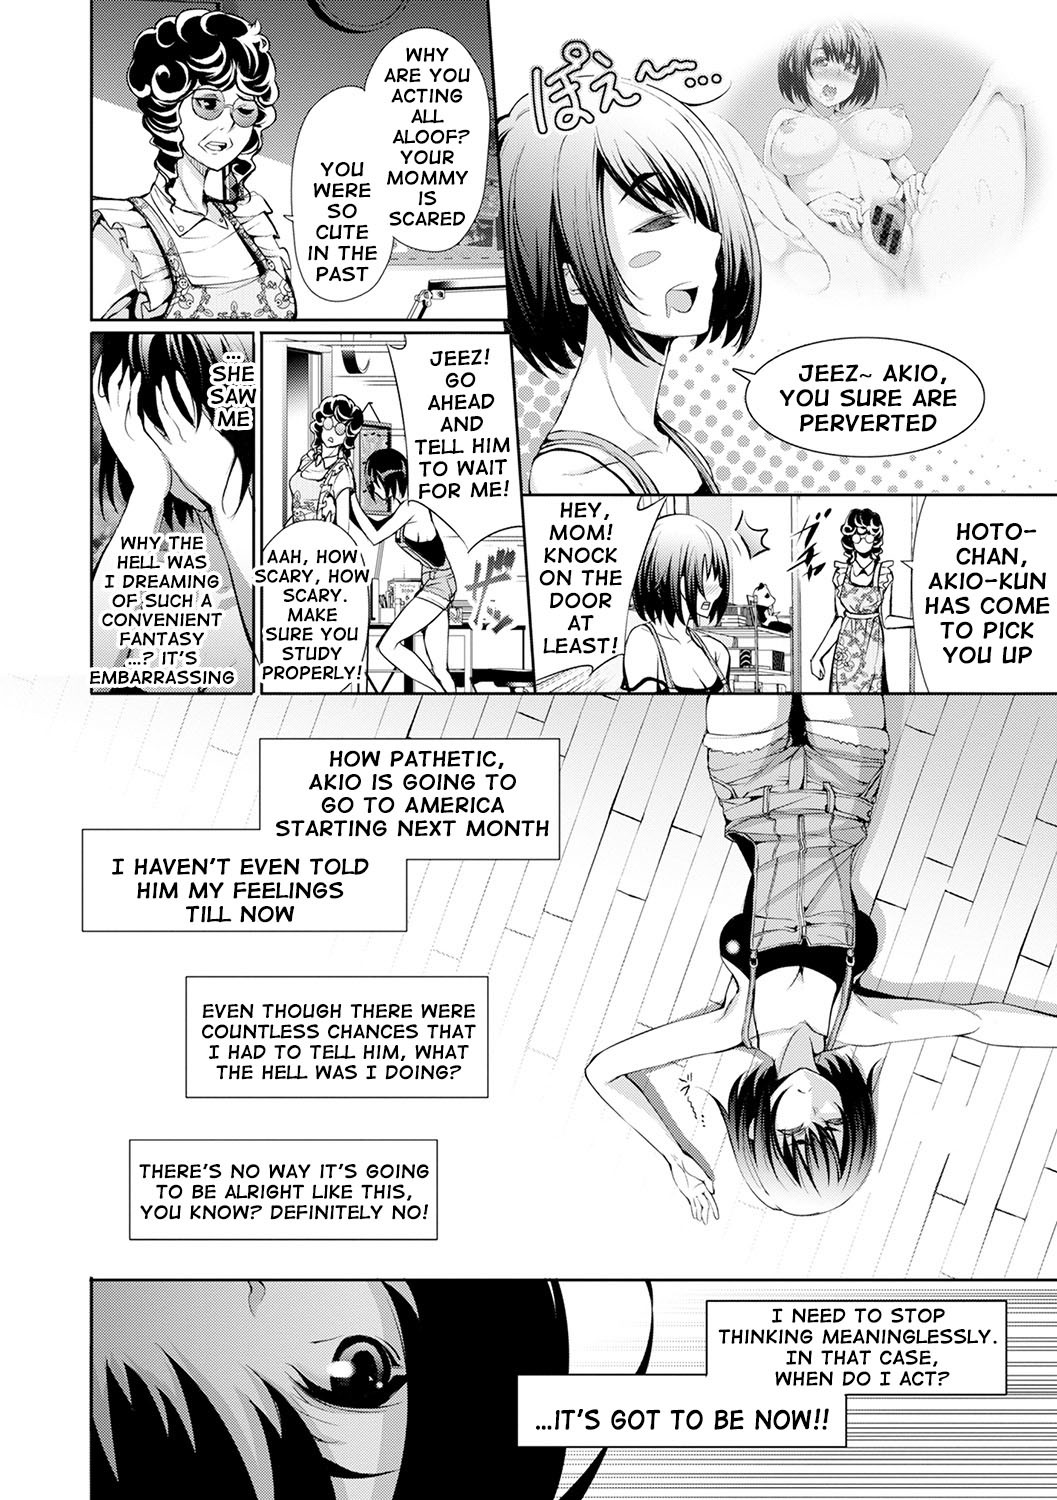 ぽえ〜…
JEEZ~ AKIO,
YOU SURE ARE
PERVERTED
WHY
ARE YOU
ACTING
ALL
ALOOF?
YOUR
MOMMY
IS
SCARED
YOU
WERE
SO
CUTE
IN THE
PAST
HOTO-
CHAN,
AKIO-KUN
HAS COME
TO PICK
YOU UP
HEY,
MOM!
KNOCK
ON THE
DOOR
AT
LEAST!
JEEZ!
GO
AHEAD
AND
TELL HIM
TO WAIT
FOR ME!
AAH, HOW
SCARY, HOW
SCARY.
MAKE
SURE YOU
STUDY
PROPERLY!
...
SHE
SAW
ME
WHY THE
HELL WAS
I DREAMING
OF SUCH A
CONVENIENT
FANTASY
...? IT'S
EMBARRASSING
HOW PATHETIC,
AKIO IS GOING TO
GO TO AMERICA
STARTING NEXT MONTH
I HAVEN'T EVEN TOLD
HIM MY FEELINGS
TILL NOW
EVEN THOUGH THERE WERE
COUNTLESS CHANCES THAT
I HAD TO TELL HIM, WHAT
THE HELL WAS I DOING?
THERE'S NO WAY IT'S GOING
TO BE ALRIGHT LIKE THIS,
YOU KNOW? DEFINITELY NO!
I NEED TO STOP
THINKING MEANINGLESSLY.
IN THAT CASE,
WHEN DO I ACT?
...IT'S GOT TO BE NOW!!